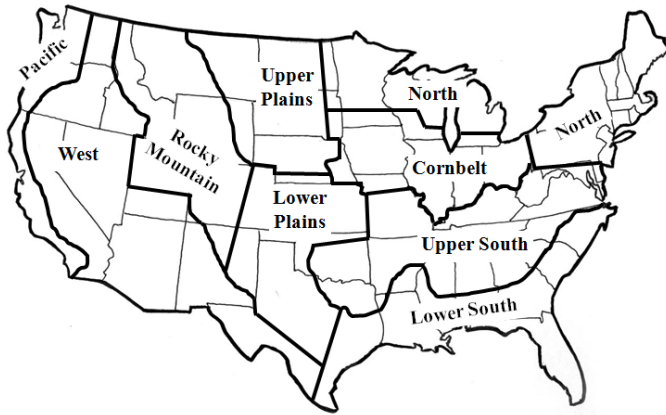 Pacific
Upper
Plains
North
North
West
Rocky
Mountain
Cornbelt
Lower
Plains
Upper South
Lower South